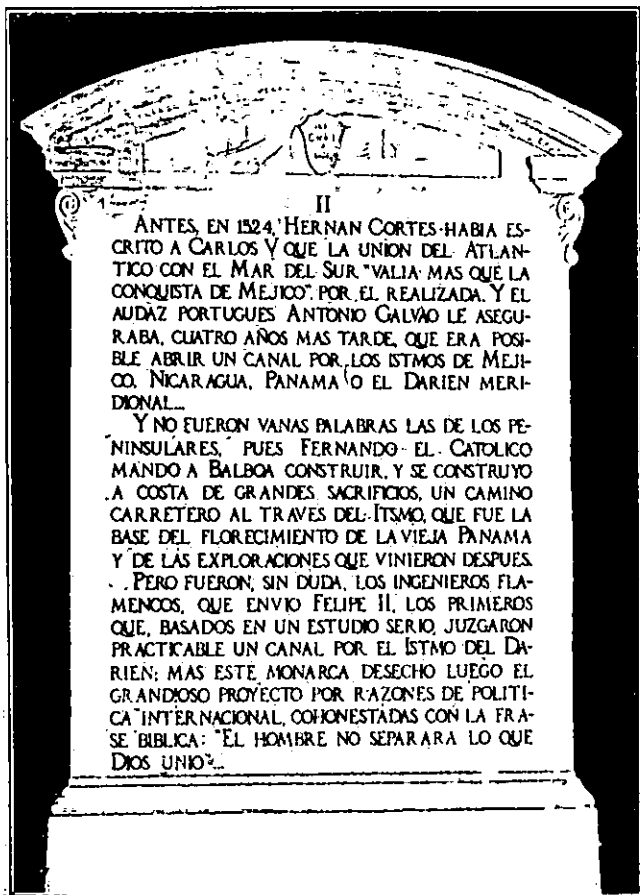 II
ANTES, EN 1524, HERNAN CORTES HABIA ES-
CRITO A CARLOS V QUE LA UNION DEL ATLAN-
TICO CON EL MAR DEL SUR "VALIA MAS QUE LA
CONQUISTA DE MEJICO". POR EL REALIZADA. Y EL
AUDAZ PORTUGUES ANTONIO GALVAO LE ASEGU-
RABA, CUATRO AÑOS MAS TARDE, QUE ERA POSI-
BLE ABRIR UN CANAL POR LOS ISTMOS DE MEJI-
CO, NICARAGUA, PANAMA O EL DARIEN MERI-
DIONAL...
Y NO FUERON VANAS PALABRAS LAS DE LOS PE-
NINSULARES, PUES FERNANDO EL CATOLICO
MANDO A BALBOA CONSTRUIR, Y SE CONSTRUYO
A COSTA DE GRANDES SACRIFICIOS, UN CAMINO
CARRETERO AL TRAVES DEL ITSMO, QUE FUE LA
BASE DEL FLORECIMIENTO DE LA VIEJA PANAMA
Y DE LAS EXPLORACIONES QUE VINIERON DESPUES.
PERO FUERON, SIN DUDA, LOS INGENIEROS FLA-
MENCOS, QUE ENVIO FELIPE II, LOS PRIMEROS
QUE, BASADOS EN UN ESTUDIO SERIO, JUZGARON
PRACTICABLE UN CANAL POR EL ISTMO DEL DA-
RIEN; MAS ESTE MONARCA DESECHO LUEGO EL
GRANDIOSO PROYECTO POR RAZONES DE POLITI-
CA INTERNACIONAL, COHONESTADAS CON LA FRA-
SE BIBLICA: "EL HOMBRE NO SEPARARA LO QUE
DIOS UNIO"...